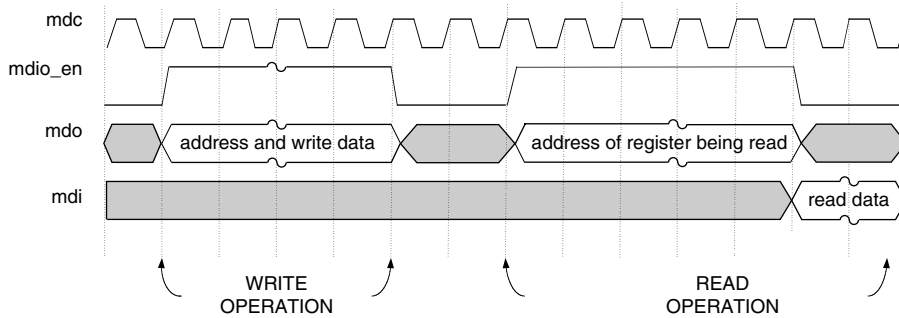 mdc
mdio_en
mdo
address and write data
address of register being read
mdi
read data
WRITE
OPERATION
READ
OPERATION